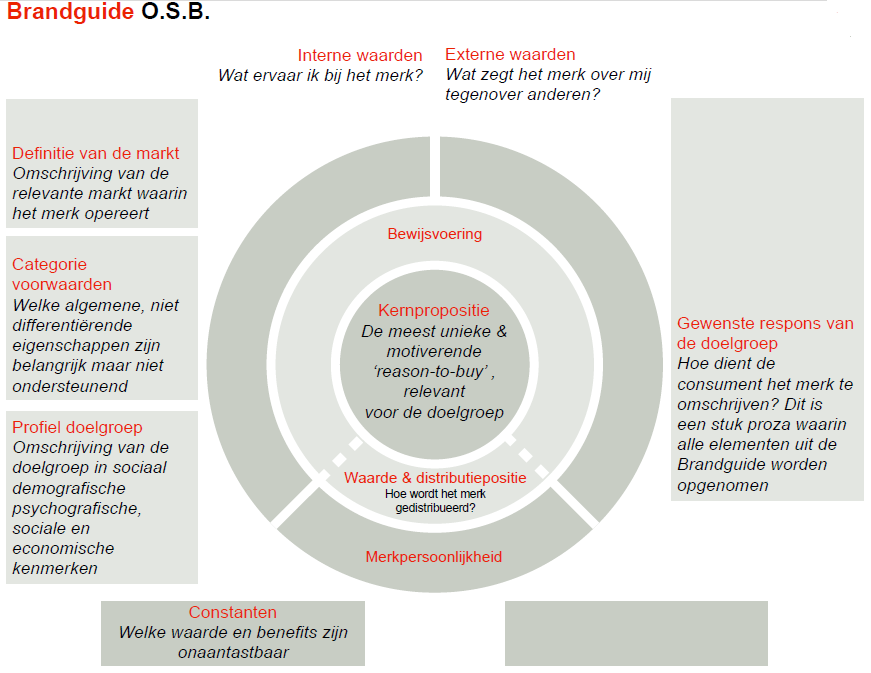 Brandguide O.S.B.
Interne waarden
Wat ervaar ik bij het merk?
Externe waarden
Wat zegt het merk over mij
tegenover anderen?
Definitie van de markt
Omschrijving van de
relevante markt waarin
het merk opereert
Categorie
voorwaarden
Welke algemene, niet
differentiërende
eigenschappen zijn
belangrijk maar niet
ondersteunend
Profiel doelgroep
Omschrijving van de
doelgroep in sociaal
demografische
psychografische,
sociale en
economische
kenmerken
Bewijsvoering
Kernpropositie
De meest unieke &
motiverende
‘reason-to-buy’ ,
relevant
voor de doelgroep
Waarde & distributiepositie
Hoe wordt het merk
gedistribueerd?
Merkpersoonlijkheid
Gewenste respons van
de doelgroep
Hoe dient de
consument het merk te
omschrijven? Dit is
een stuk proza waarin
alle elementen uit de
Brandguide worden
opgenomen
Constanten
Welke waarde en benefits zijn
onaantastbaar